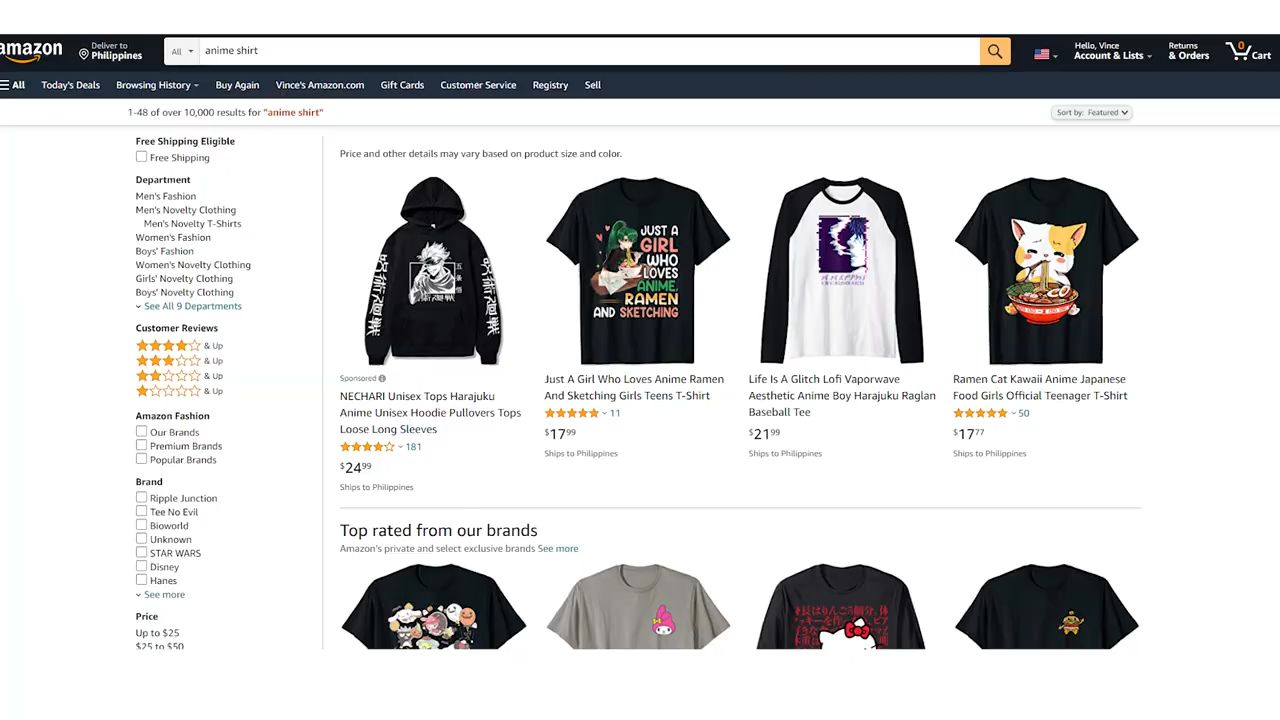 amazon
Deliver to
Philippines
All
anime shirt
Hello, Vince
Account & Lists
Returns
& Orders
0
Cart
All
Today's Deals
Browsing History
Buy Again
Vince's Amazon.com
Gift Cards
Customer Service
Registry
Sell
1-48 of over 10,000 results for "anime shirt"
Sort by: Featured
Free Shipping Eligible
Free Shipping
Department
Men's Fashion
Men's Novelty Clothing
Men's Novelty T-Shirts
Women's Fashion
Boys' Fashion
Women's Novelty Clothing
Girls' Novelty Clothing
Boys' Novelty Clothing
See All 9 Departments
Customer Reviews
& Up
& Up
& Up
& Up
Amazon Fashion
Our Brands
Premium Brands
Popular Brands
Brand
Ripple Junction
Tee No Evil
Bioworld
Unknown
STAR WARS
Disney
Hanes
See more
Price
Up to $25
$25 to $50
Price and other details may vary based on product size and color.
呪術廻戦
呪術廻戦
五条悟
JUST A
GIRL
WHO
LOVES
ANIME,
RAMEN
AND SKETCHING
Sponsored
NECHARI Unisex Tops Harajuku
Anime Unisex Hoodie Pullovers Tops
Loose Long Sleeves
181
$24.99
Ships to Philippines
Just A Girl Who Loves Anime Ramen
And Sketching Girls Teens T-Shirt
11
$17.99
Ships to Philippines
Life Is A Glitch Lofi Vaporwave
Aesthetic Anime Boy Harajuku Raglan
Baseball Tee
$21.99
Ships to Philippines
Ramen Cat Kawaii Anime Japanese
Food Girls Official Teenager T-Shirt
50
$17.77
Ships to Philippines
Top rated from our brands
Amazon's private and select exclusive brands See more